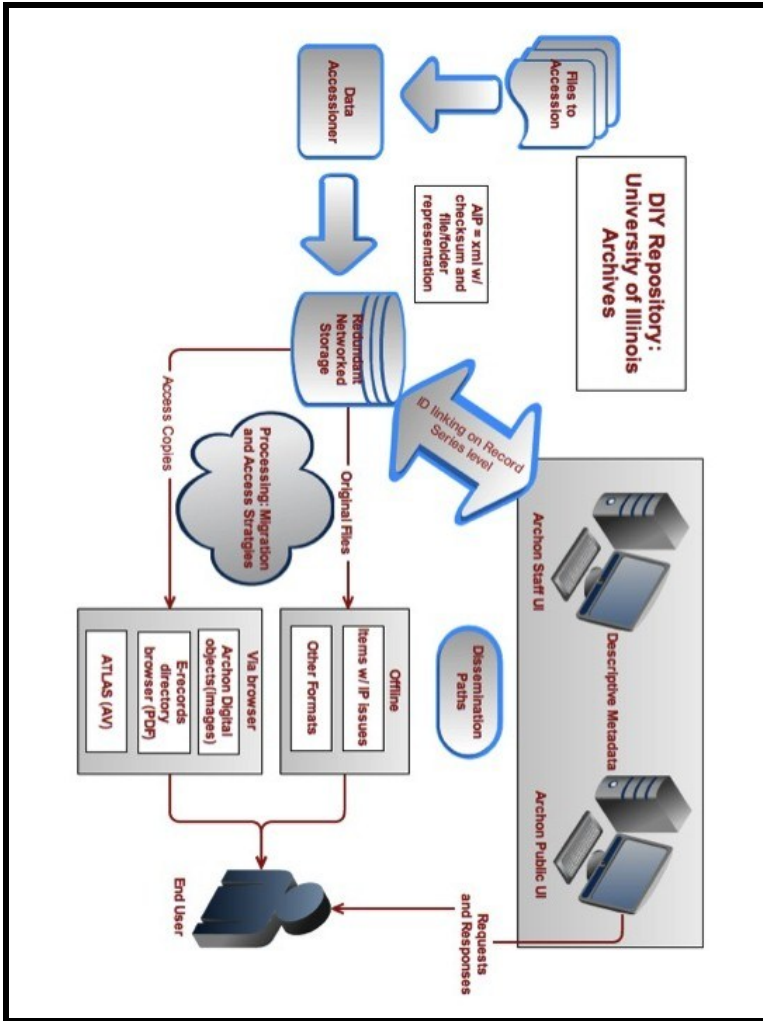 DIY Repository:
University of Illinois
Archives
Files to
Accession
Data
Accessioner
AIP = xml w/
checksum and
file/folder
representation
Redundant
Networked
Storage
ID linking on Record
Series level
Archon Staff UI
Descriptive Metadata
Archon Public UI
Dissemination
Paths
Original Files
Access Copies
Processing: Migration
and Access Stratgies
Offline
Items w/ IP issues
Other Formats
Via browser
Archon Digital
objects(images)
E-records
directory
browser (PDF)
ATLAS (AV)
Requests
and Responses
End User